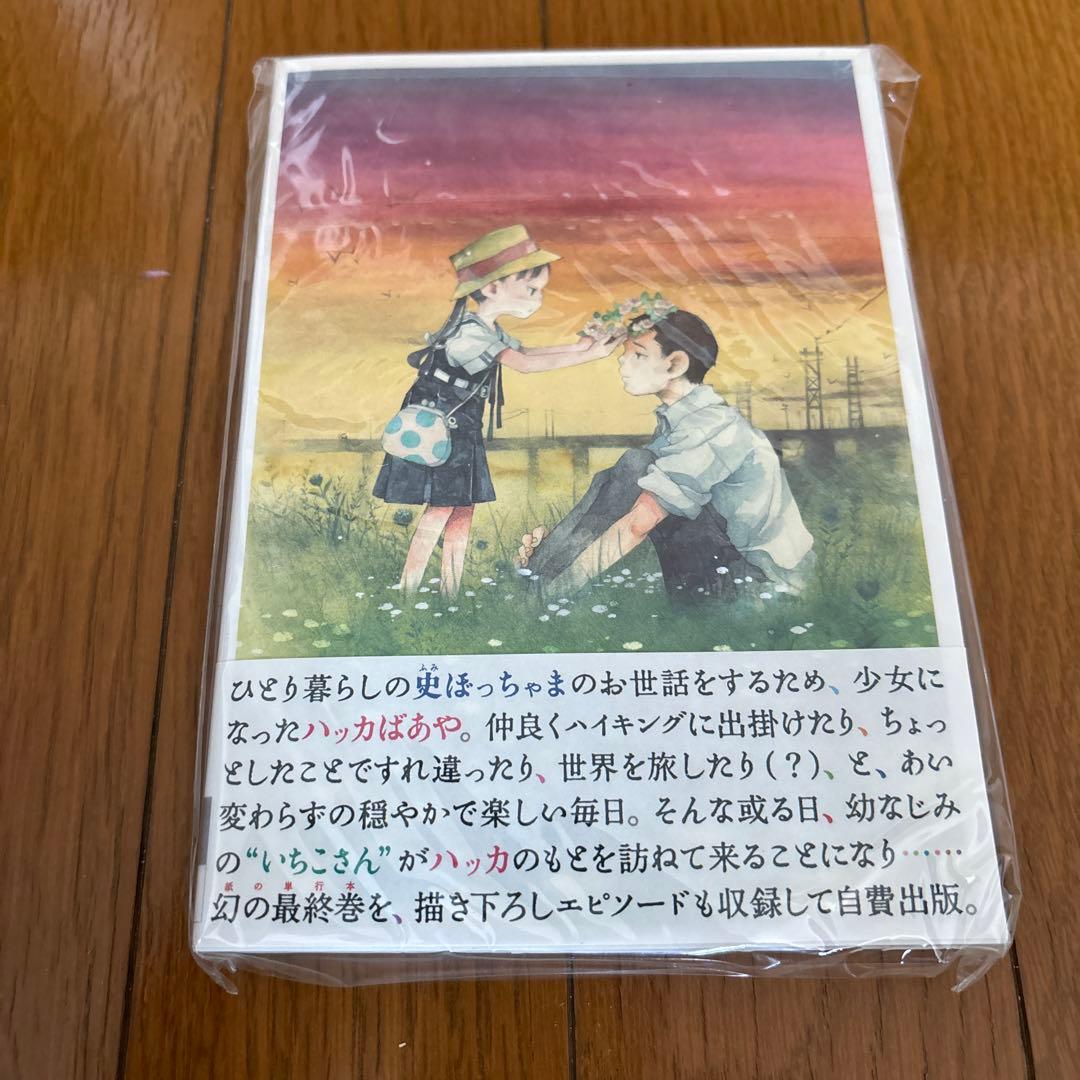 ひとり暮らしの史ぼっちゃまのお世話をするため、少女に
ふみ
なったハッカばあや。仲良くハイキングに出掛けたり、ちょっ
としたことですれ違ったり、世界を旅したり(?)、と、あい
変わらずの穏やかで楽しい毎日。そんな或る日、幼なじみ
の“いちこさん”がハッカのもとを訪ねて来ることになり……
紙の単行本
幻の最終巻を、描き下ろしエピソードも収録して自費出版。